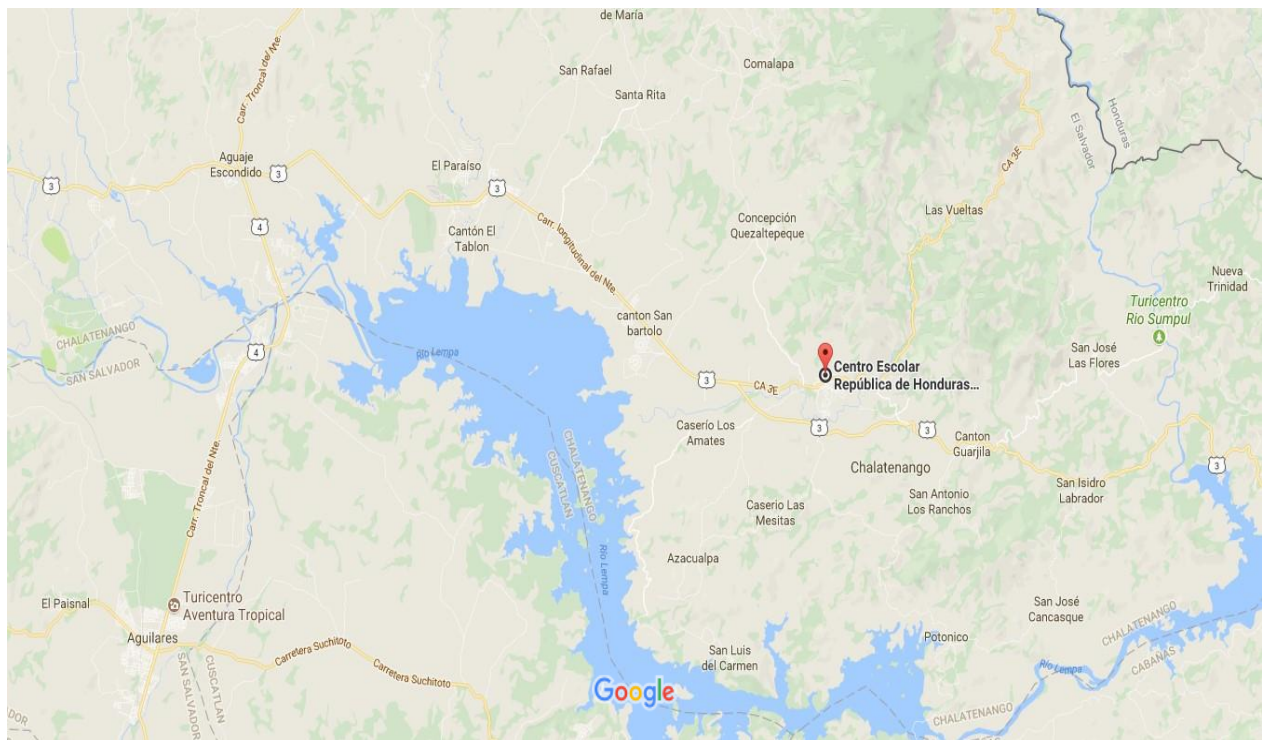 de María
San Rafael
Comalapa
Santa Rita
Carr. Troncal del Nte.
Honduras
El Salvador
CA 3E
Aguaje
Escondido
3
El Paraíso
3
3
3
4
Las Vueltas
Concepción
Quezaltepeque
Cantón El
Tablon
Carr. longitudinal del Nte.
Nueva
Trinidad
Turicentro
Rio Sumpul
canton San
bartolo
CHALATENANGO
SAN SALVADOR
4
Río Lempa
San José
Las Flores
Centro Escolar
República de Honduras...
3
CA 3E
Caserío Los
Amates
3
3
Canton
Guarjila
3
Chalatenango
CHALATENANGO
CUSCATLAN
Carr. Troncal del Nte.
San Isidro
Labrador
San Antonio
Los Ranchos
Caserio Las
Mesitas
Azacualpa
Río Lempa
El Paisnal
Turicentro
Aventura Tropical
San José
Cancasque
Aguilares
Carretera Suchitoto
Carretera Suchitoto
SAN SALVADOR
CUSCATLAN
San Luis
del Carmen
Potonico
CHALATENANGO
CABAÑAS
Río Lempa
Google
CHALATENANGO